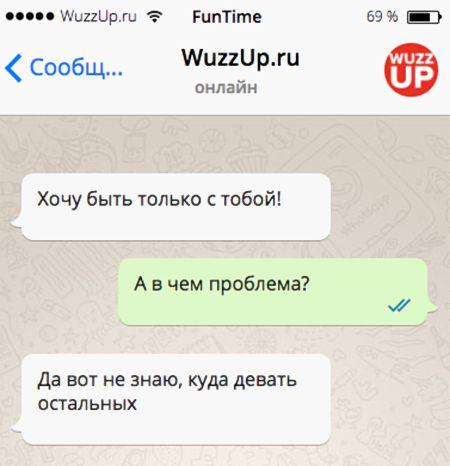 WuzzUp.ru FunTime 69 %
Сообщ... WuzzUp.ru WUZZ
онлайн UP
Хочу быть только с тобой!
А в чем проблема?
Да вот не знаю, куда девать
остальных